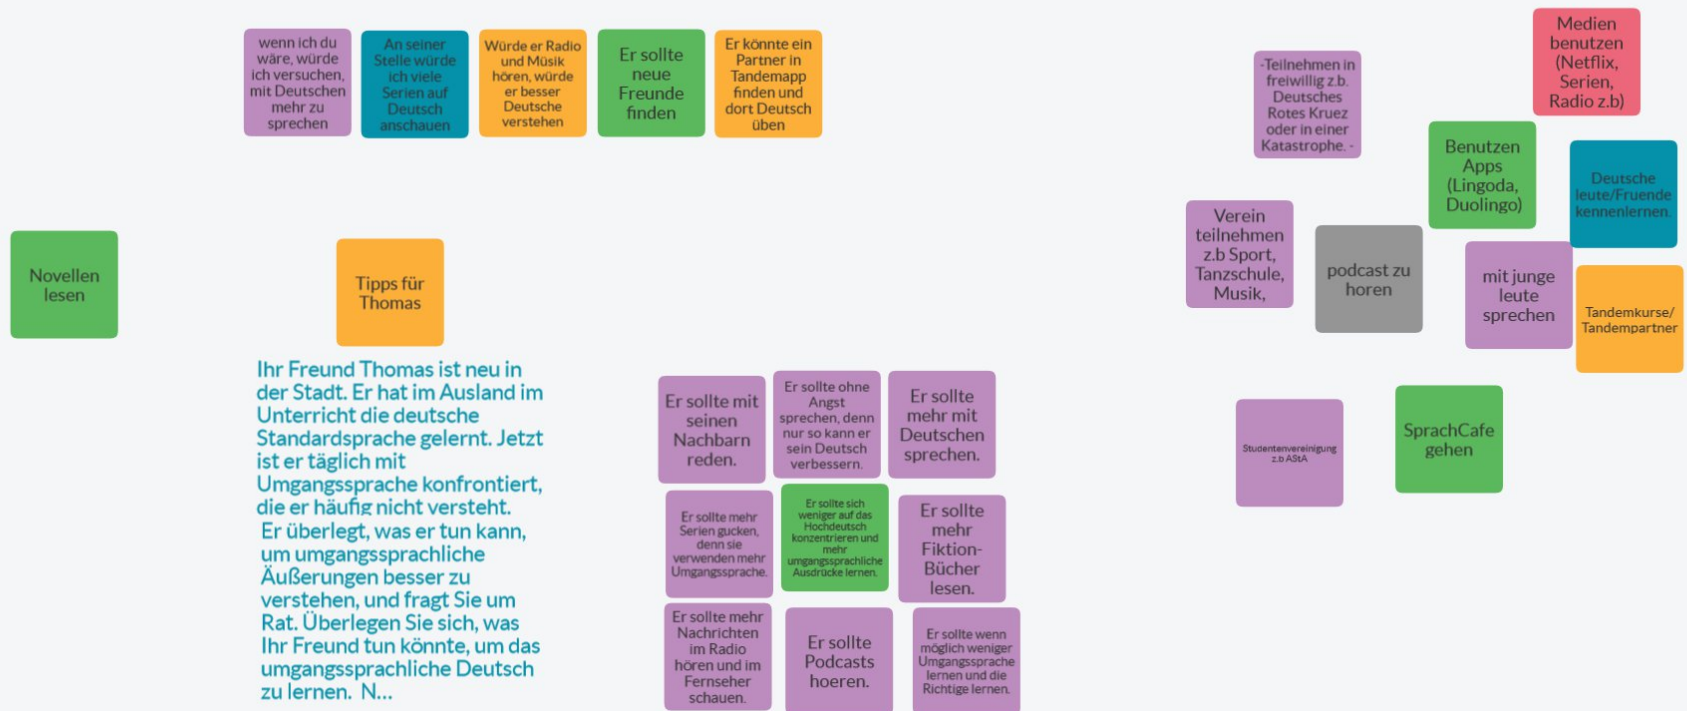 wenn ich du
wäre, würde
ich versuchen,
mit Deutschen
mehr zu
sprechen
An seiner
Stelle würde
ich viele
Serien auf
Deutsch
anschauen
Würde er Radio
und Müsik
hören, würde
er besser
Deutsche
verstehen
Er sollte
neue
Freunde
finden
Er könnte ein
Partner in
Tandemapp
finden und
dort Deutsch
üben
Novellen
lesen
Tipps für
Thomas
Ihr Freund Thomas ist neu in
der Stadt. Er hat im Ausland im
Unterricht die deutsche
Standardsprache gelernt. Jetzt
ist er täglich mit
Umgangssprache konfrontiert,
die er häufig nicht versteht.
Er überlegt, was er tun kann,
um umgangssprachliche
Äußerungen besser zu
verstehen, und fragt Sie um
Rat. Überlegen Sie sich, was
Ihr Freund tun könnte, um das
umgangssprachliche Deutsch
zu lernen. N...
Er sollte mit
seinen
Nachbarn
reden.
Er sollte ohne
Angst
sprechen, denn
nur so kann er
sein Deutsch
verbessern.
Er sollte
mehr mit
Deutschen
sprechen.
Er sollte mehr
Serien gucken,
denn sie
verwenden mehr
Umgangssprache.
Er sollte sich
weniger auf das
Hochdeutsch
konzentrieren und
mehr
umgangssprachliche
Ausdrücke lernen.
Er sollte
mehr
Fiktion-
Bücher
lesen.
Er sollte mehr
Nachrichten
im Radio
hören und im
Fernseher
schauen.
Er sollte
Podcasts
hoeren.
Er sollte wenn
möglich weniger
Umgangssprache
lernen und die
Richtige lernen.
-Teilnehmen in
freiwillig z.b.
Deutsches
Rotes Kruez
oder in einer
Katastrophe. -
Medien
benutzen
(Netflix,
Serien,
Radio z.b)
Benutzen
Apps
(Lingoda,
Duolingo)
Deutsche
leute/Fruende
kennenlernen.
Verein
teilnehmen
z.b Sport,
Tanzschule,
Musik,
podcast zu
horen
mit junge
leute
sprechen
Tandemkurse/
Tandempartner
Studentenvereinigung
z.b AStA
SprachCafe
gehen